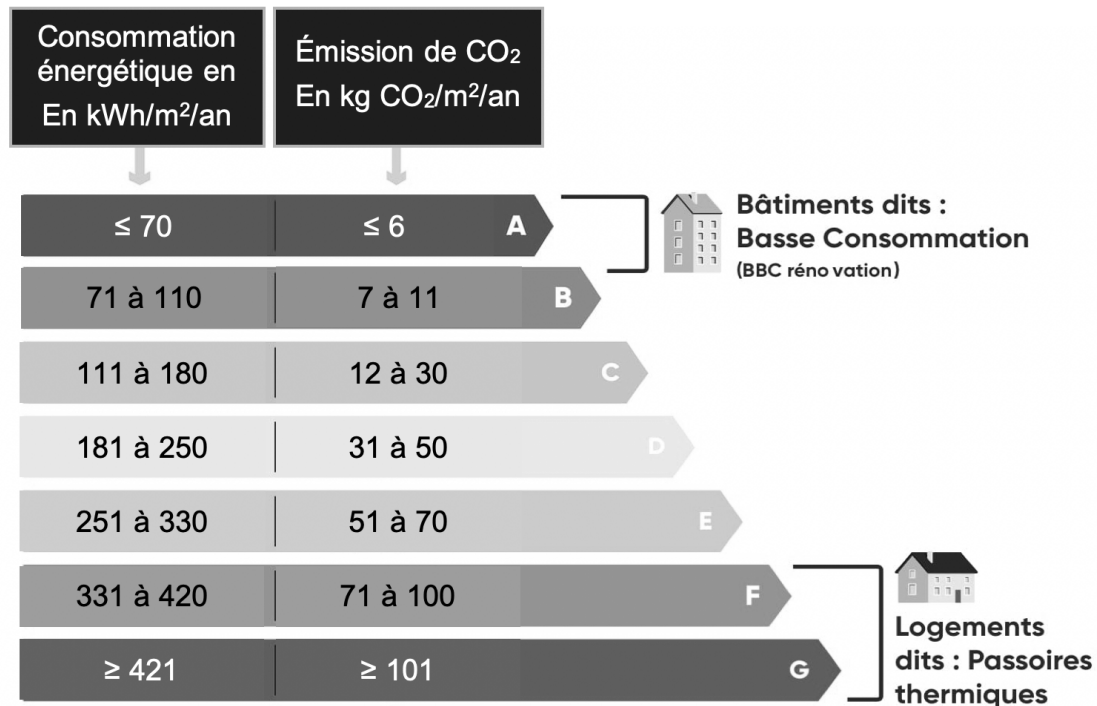 Consommation
énergétique en
En kWh/m²/an
Émission de CO₂
En kg CO₂/m²/an
≤ 70 ≤ 6 A
Bâtiments dits :
Basse Consommation
(BBC réno vation)
71 à 110 7 à 11 B
111 à 180 12 à 30 C
181 à 250 31 à 50 D
251 à 330 51 à 70 E
331 à 420 71 à 100 F
≥ 421 ≥ 101 G
Logements
dits : Passoires
thermiques